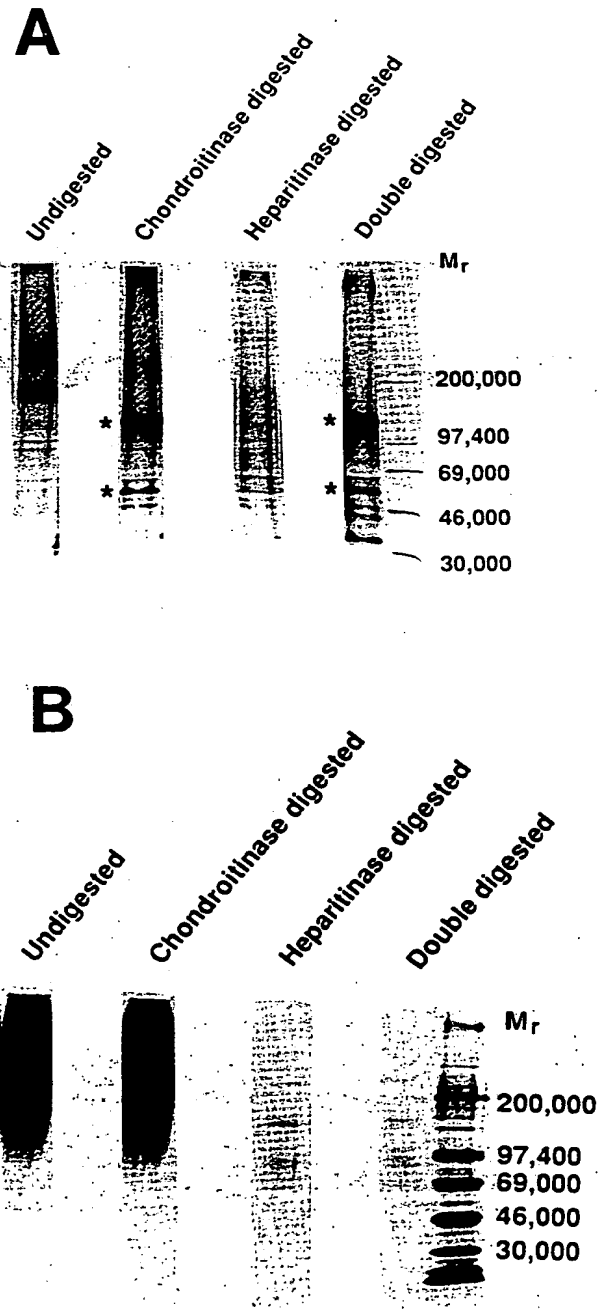 A
Undigested
Chondroitinase digested
Heparitinase digested
Double digested
Mr
200,000
*
*
97,400
69,000
*
*
46,000
30,000
B
Undigested
Chondroitinase digested
Heparitinase digested
Double digested
Mr
200,000
97,400
69,000
46,000
30,000